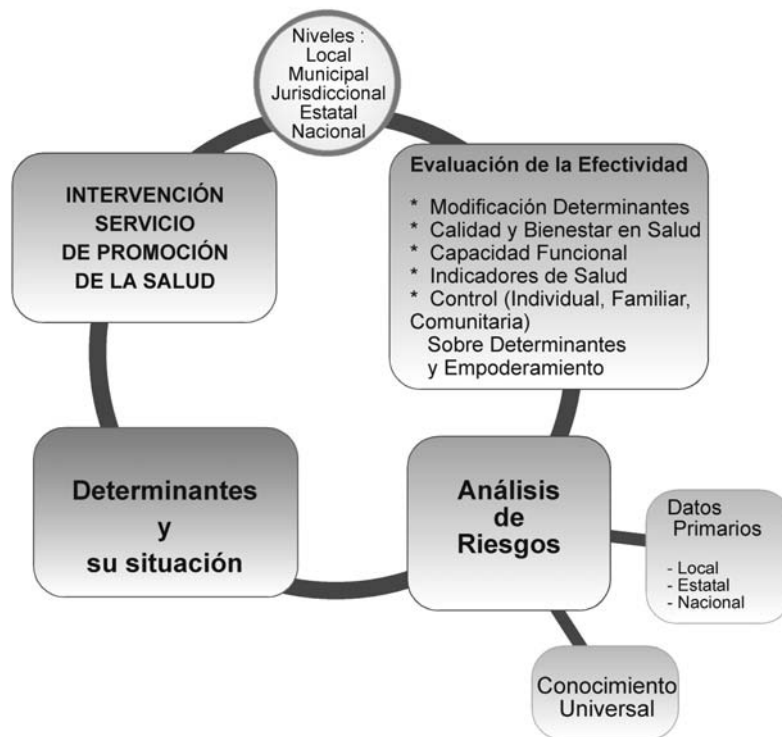 Niveles :
Local
Municipal
Jurisdiccional
Estatal
Nacional
INTERVENCIÓN
SERVICIO
DE PROMOCIÓN
DE LA SALUD
Evaluación de la Efectividad
* Modificación Determinantes
* Calidad y Bienestar en Salud
* Capacidad Funcional
* Indicadores de Salud
* Control (Individual, Familiar,
Comunitaria)
Sobre Determinantes
y Empoderamiento
Determinantes
y
su situación
Análisis
de
Riesgos
Datos
Primarios
- Local
- Estatal
- Nacional
Conocimiento
Universal